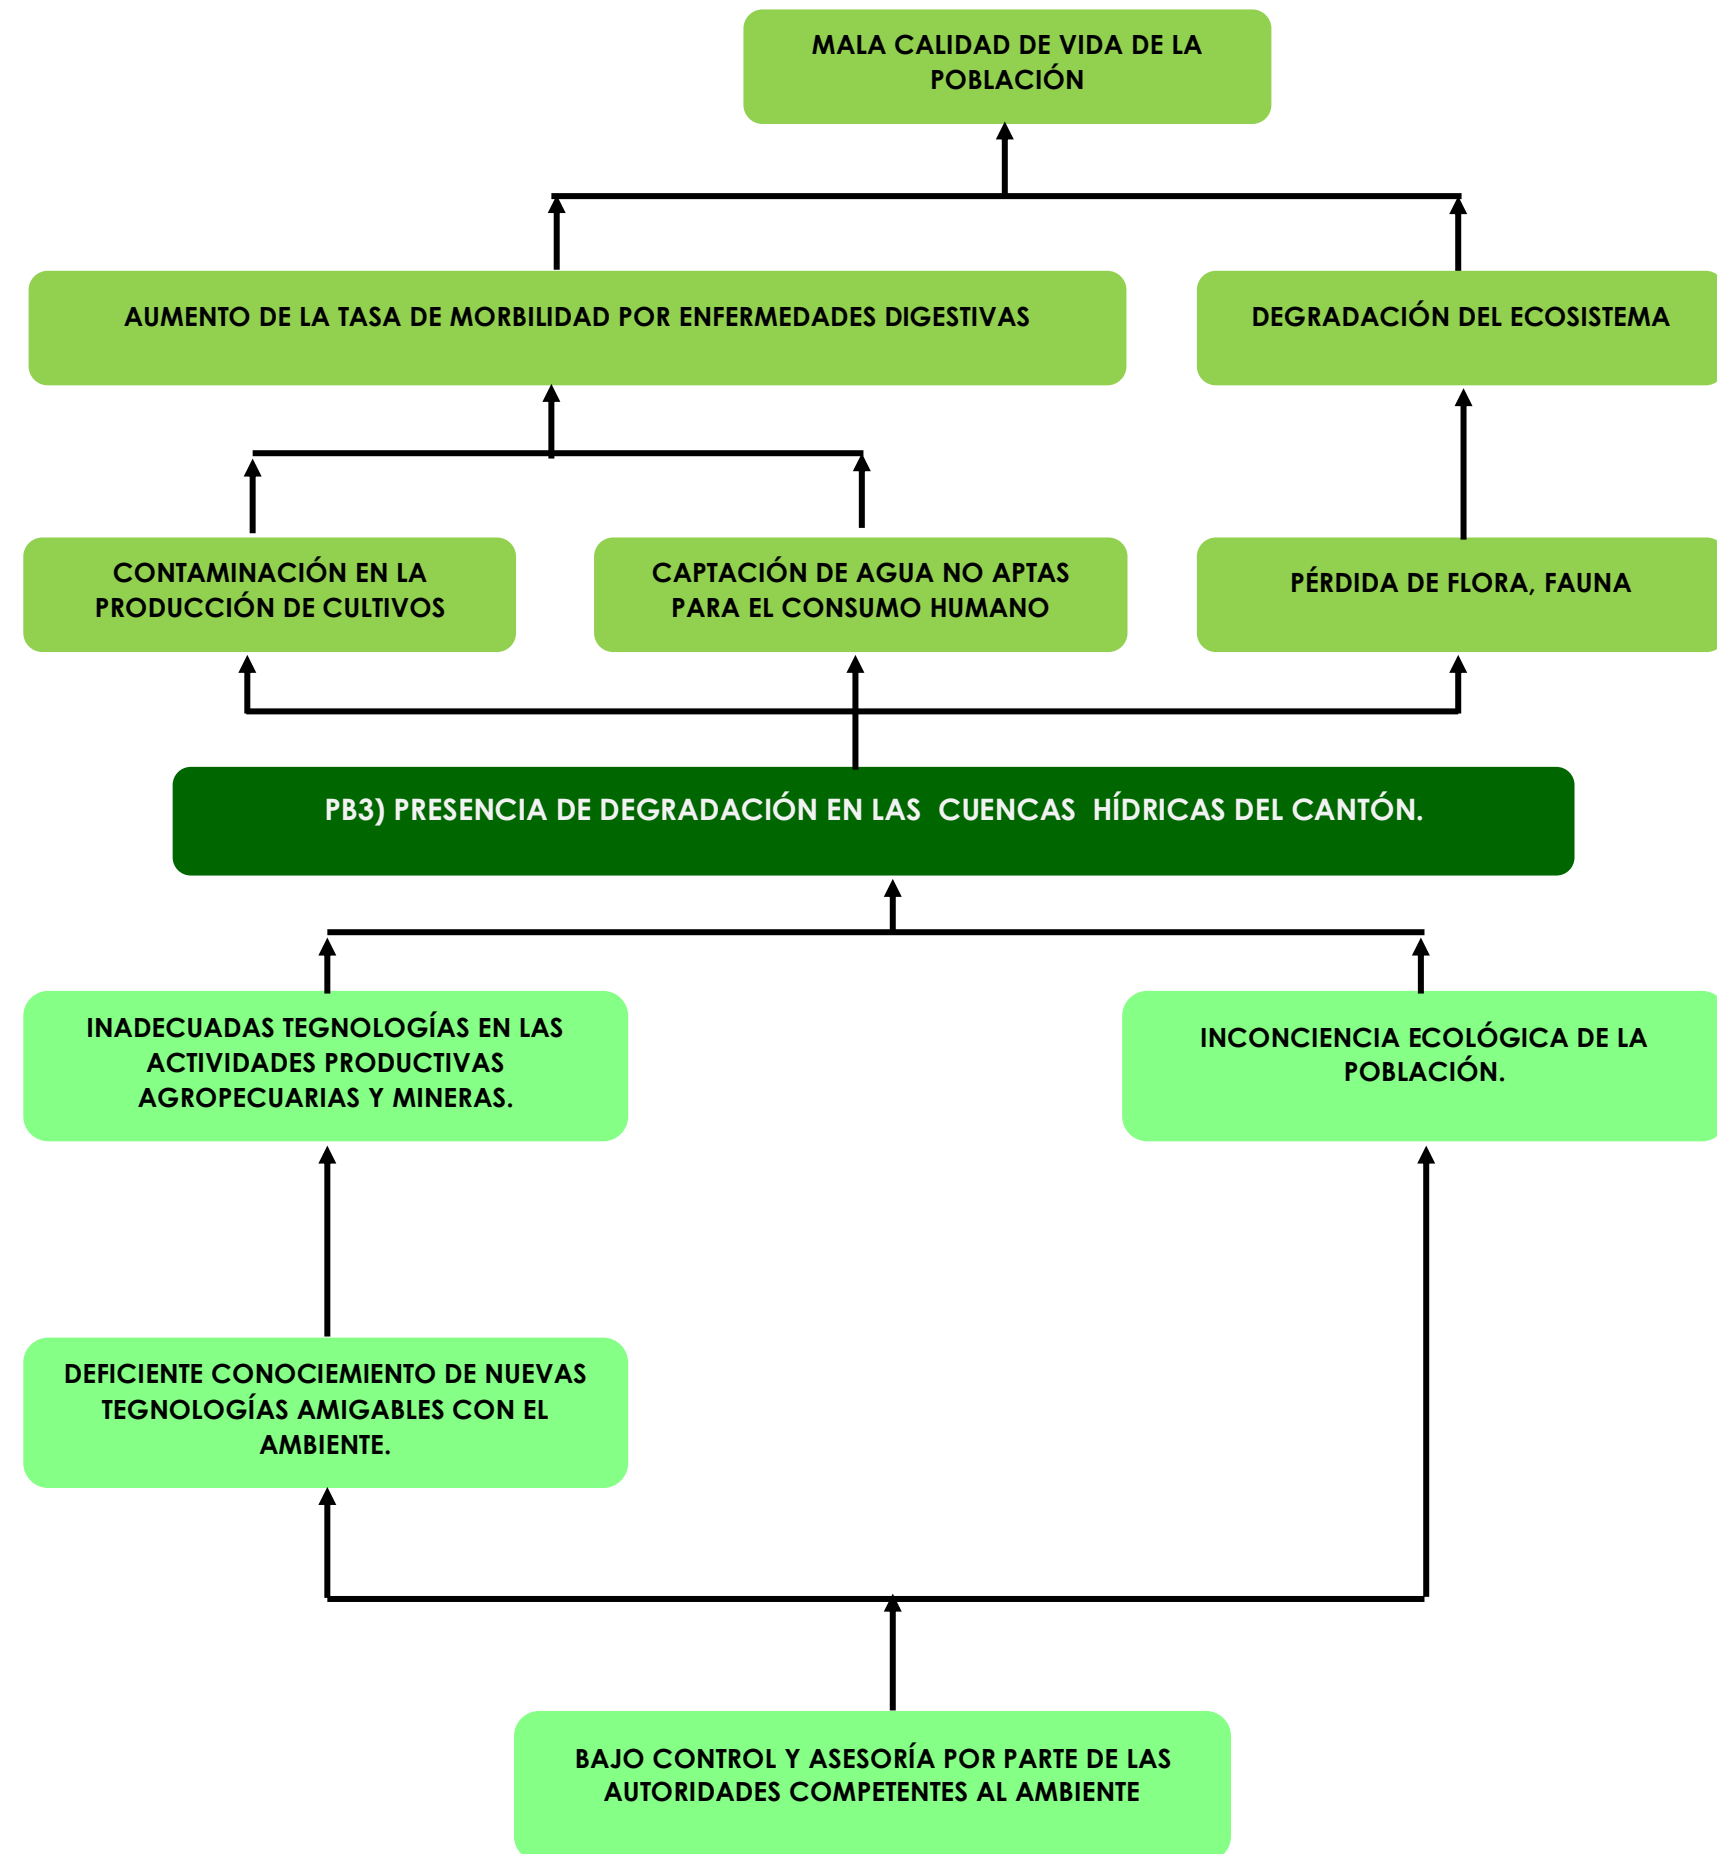 MALA CALIDAD DE VIDA DE LA
POBLACIÓN
AUMENTO DE LA TASA DE MORBILIDAD POR ENFERMEDADES DIGESTIVAS
DEGRADACIÓN DEL ECOSISTEMA
CONTAMINACIÓN EN LA
PRODUCCIÓN DE CULTIVOS
CAPTACIÓN DE AGUA NO APTAS
PARA EL CONSUMO HUMANO
PÉRDIDA DE FLORA, FAUNA
PB3) PRESENCIA DE DEGRADACIÓN EN LAS CUENCAS HÍDRICAS DEL CANTÓN.
INADECUADAS TEGNOLOGÍAS EN LAS
ACTIVIDADES PRODUCTIVAS
AGROPECUARIAS Y MINERAS.
INCONCIENCIA ECOLÓGICA DE LA
POBLACIÓN.
DEFICIENTE CONOCIEMIENTO DE NUEVAS
TEGNOLOGÍAS AMIGABLES CON EL
AMBIENTE.
BAJO CONTROL Y ASESORÍA POR PARTE DE LAS
AUTORIDADES COMPETENTES AL AMBIENTE